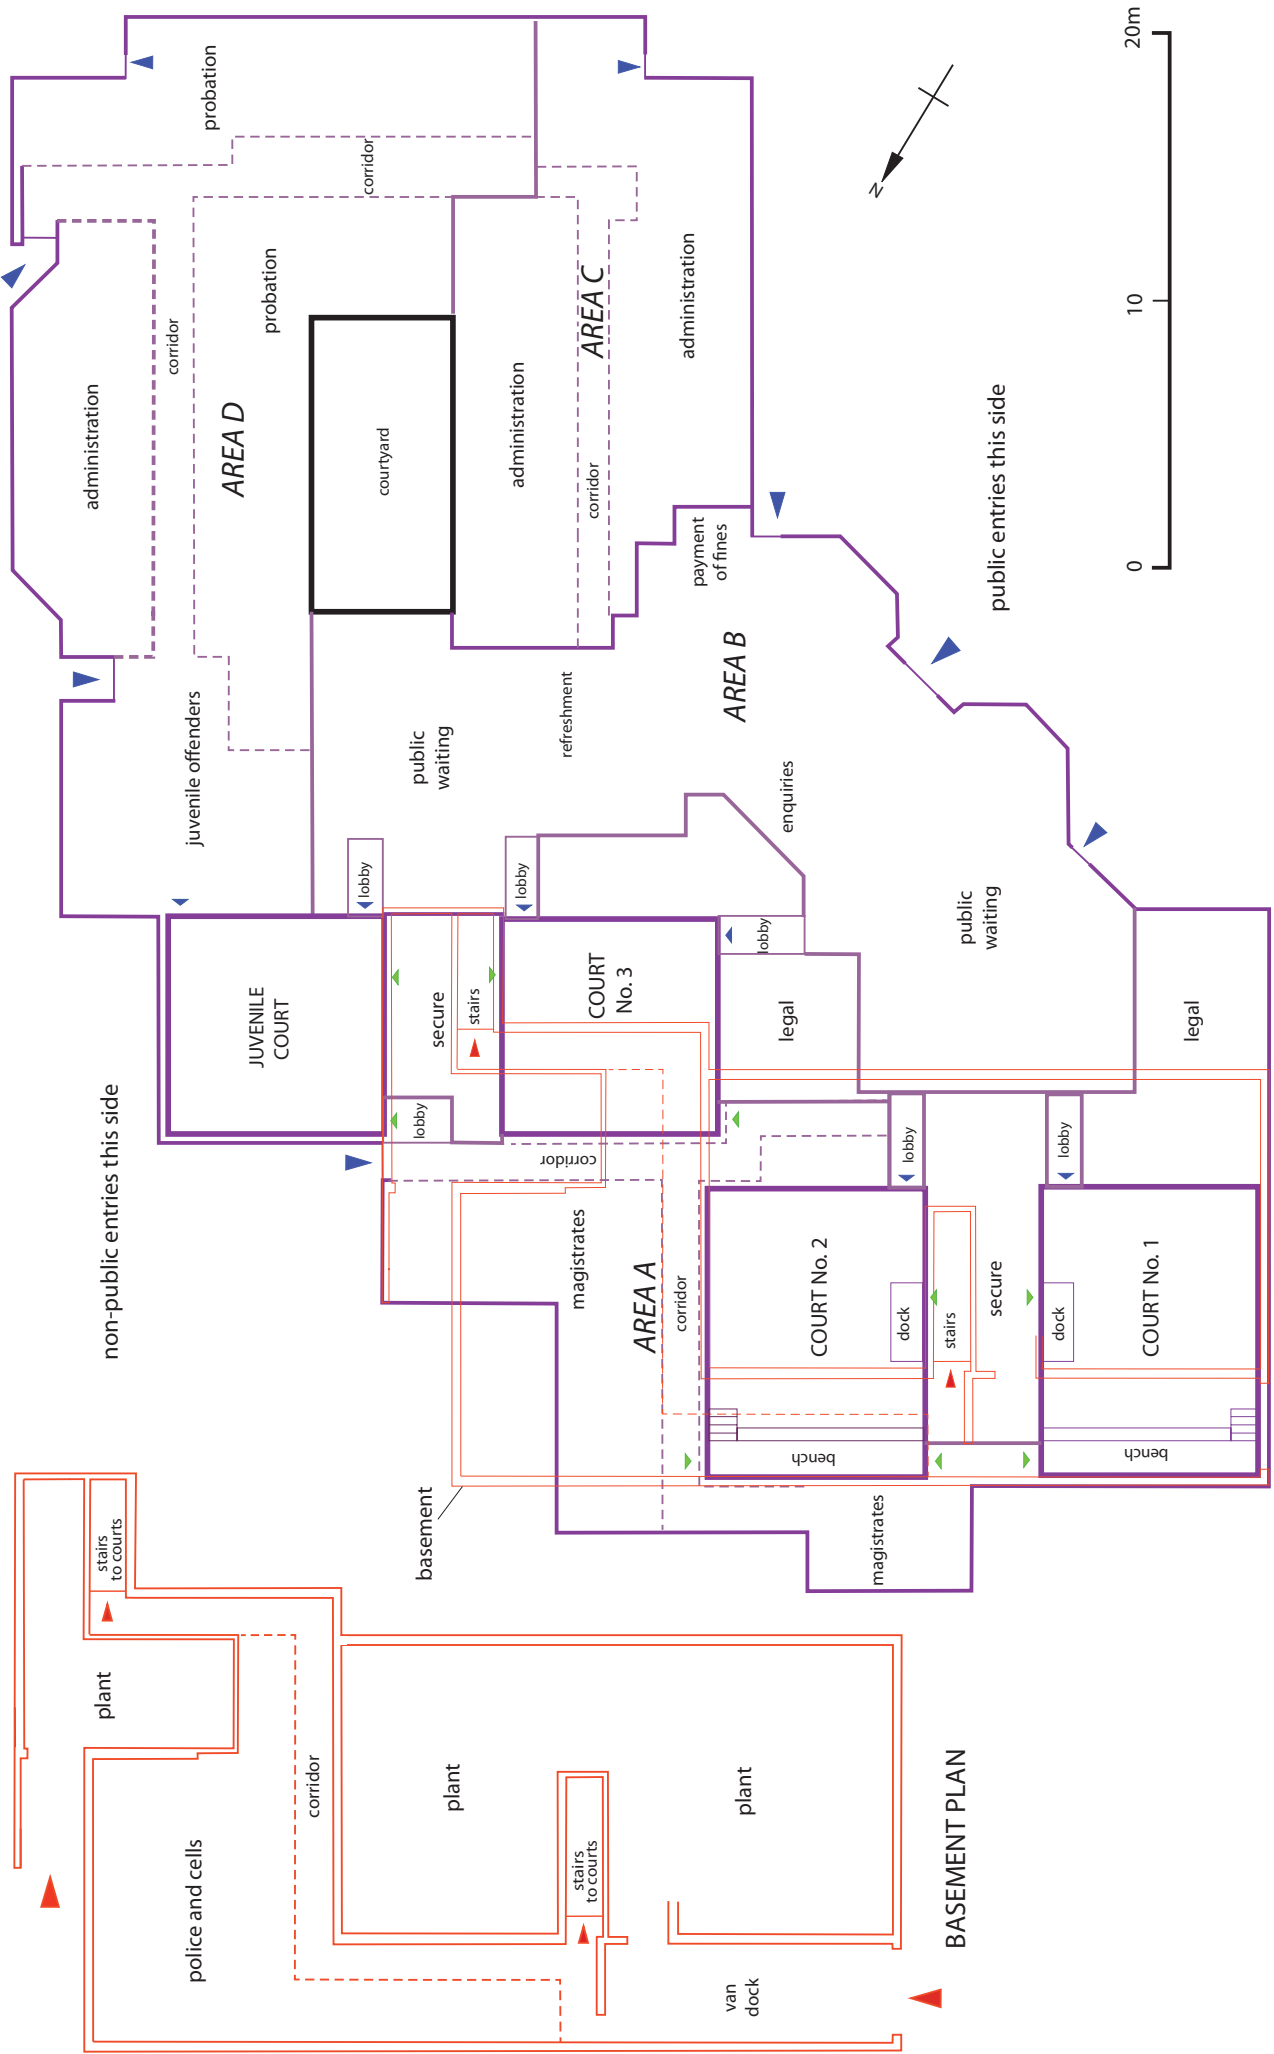 BASEMENT PLAN
plant
stairs
to courts
police and cells
corridor
plant
stairs
to courts
plant
van
dock
basement
non-public entries this side
JUVENILE
COURT
secure
stairs
lobby
lobby
lobby
COURT
No. 3
corridor
magistrates
AREA A
corridor
COURT No. 2
dock
bench
lobby
stairs
secure
COURT No. 1
dock
bench
lobby
magistrates
legal
lobby
legal
public
waiting
enquiries
AREA B
refreshment
public
waiting
payment
of fines
juvenile offenders
administration
corridor
AREA D
probation
courtyard
administration
corridor
AREA C
administration
probation
corridor
public entries this side
N
0
10
20m